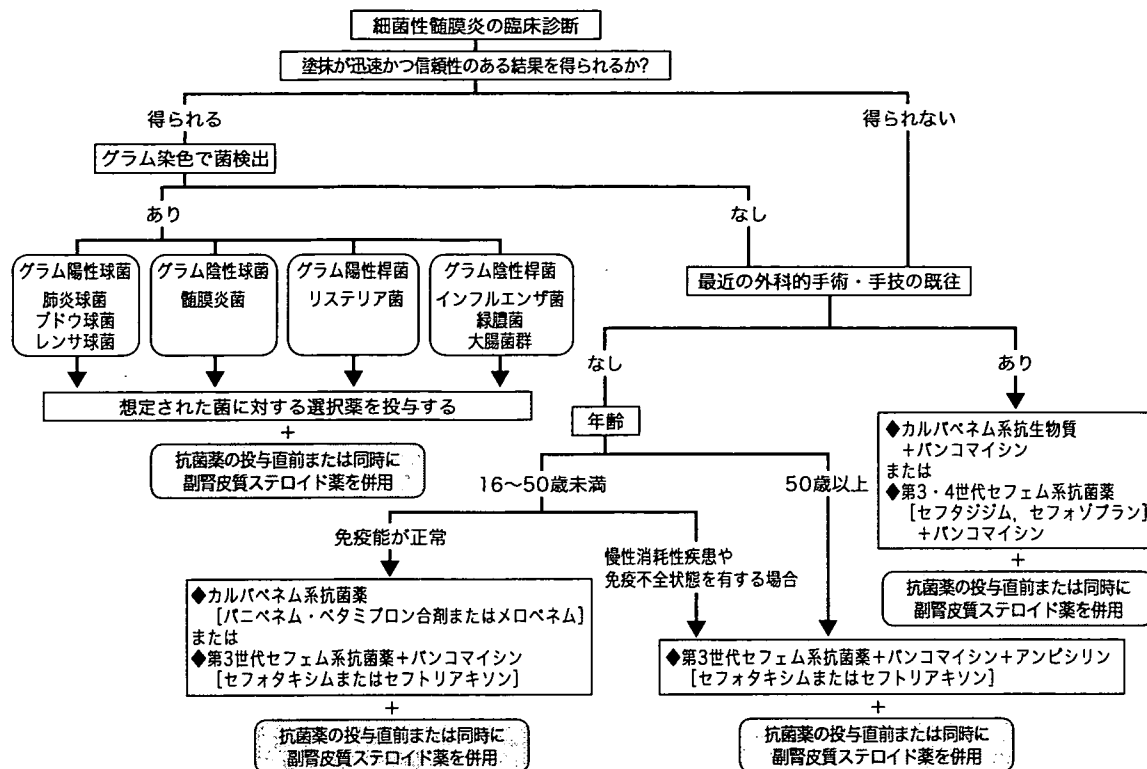 細菌性髄膜炎の臨床診断
塗抹が迅速かつ信頼性のある結果を得られるか?
得られる
得られない
グラム染色で菌検出
あり
なし
グラム陽性球菌
肺炎球菌
ブドウ球菌
レンサ球菌
グラム陰性球菌
髄膜炎菌
グラム陽性桿菌
リステリア菌
グラム陰性桿菌
インフルエンザ菌
緑膿菌
大腸菌群
最近の外科的手術・手技の既往
想定された菌に対する選択薬を投与する
+
抗菌薬の投与直前または同時に
副腎皮質ステロイド薬を併用
なし
あり
年齢
16〜50歳未満
50歳以上
免疫能が正常
慢性消耗性疾患や
免疫不全状態を有する場合
◆カルバペネム系抗生物質
+バンコマイシン
または
◆第3・4世代セフェム系抗菌薬
[セフタジジム,セフォゾプラン]
+バンコマイシン
+
抗菌薬の投与直前または同時に
副腎皮質ステロイド薬を併用
◆カルバペネム系抗菌薬
[パニペネム・ベタミプロン合剤またはメロペネム]
または
◆第3世代セフェム系抗菌薬+バンコマイシン
[セフォタキシムまたはセフトリアキソン]
+
抗菌薬の投与直前または同時に
副腎皮質ステロイド薬を併用
◆第3世代セフェム系抗菌薬+バンコマイシン+アンピシリン
[セフォタキシムまたはセフトリアキソン]
+
抗菌薬の投与直前または同時に
副腎皮質ステロイド薬を併用